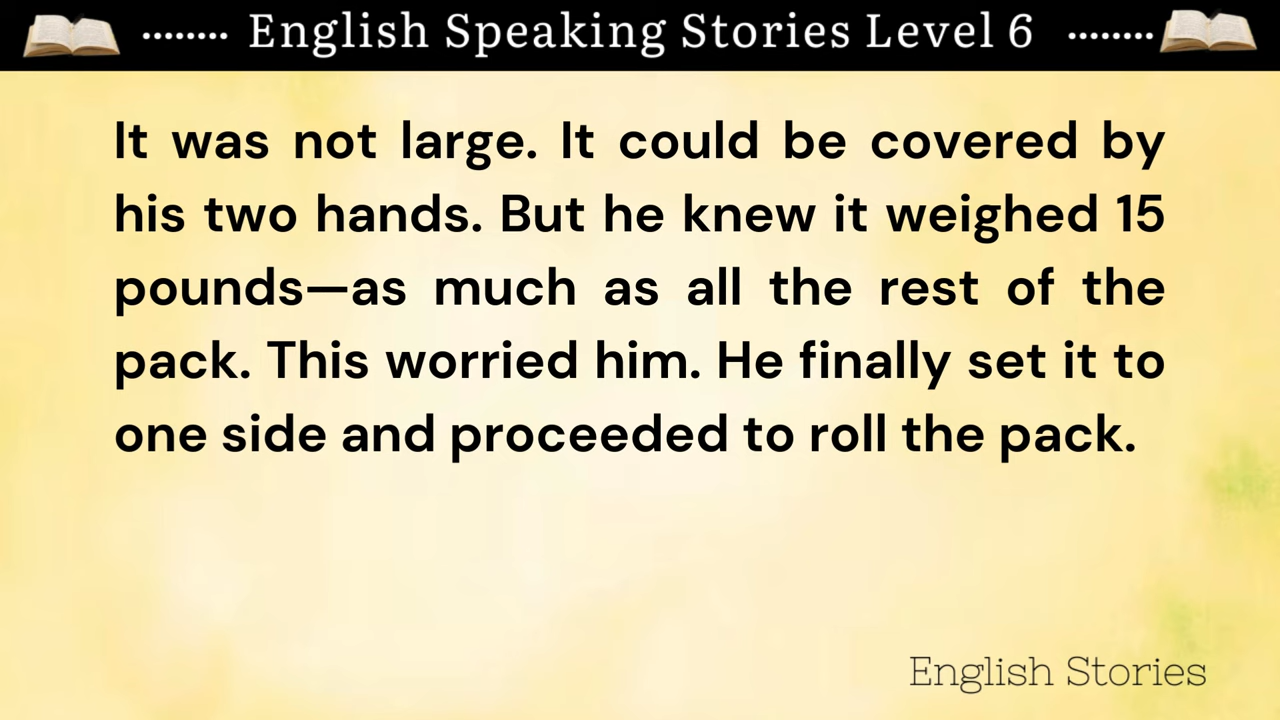 ........ English Speaking Stories Level 6 ........
It was not large. It could be covered by
his two hands. But he knew it weighed 15
pounds—as much as all the rest of the
pack. This worried him. He finally set it to
one side and proceeded to roll the pack.
English Stories